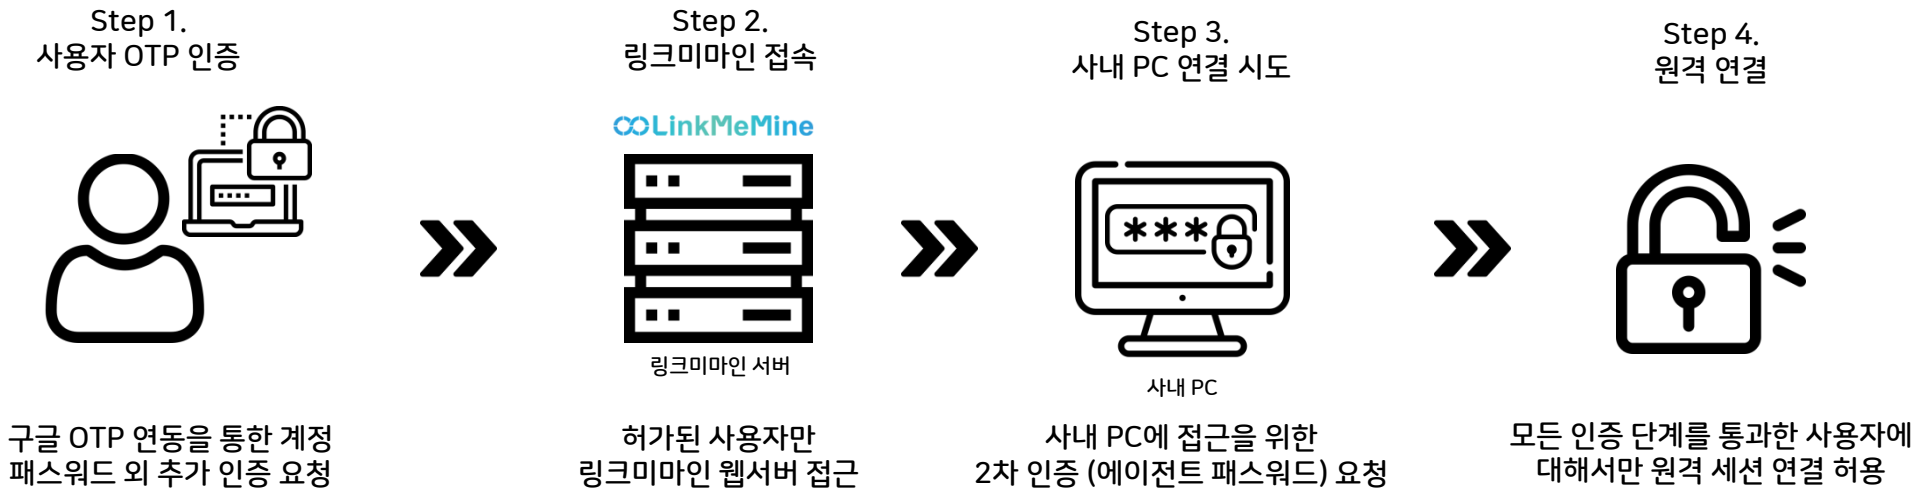 Step 1.
사용자 OTP 인증
구글 OTP 연동을 통한 계정
패스워드 외 추가 인증 요청
Step 2.
링크미마인 접속
LinkMeMine
링크미마인 서버
허가된 사용자만
링크미마인 웹서버 접근
Step 3.
사내 PC 연결 시도
***
사내 PC
사내 PC에 접근을 위한
2차 인증 (에이전트 패스워드) 요청
Step 4.
원격 연결
모든 인증 단계를 통과한 사용자에
대해서만 원격 세션 연결 허용